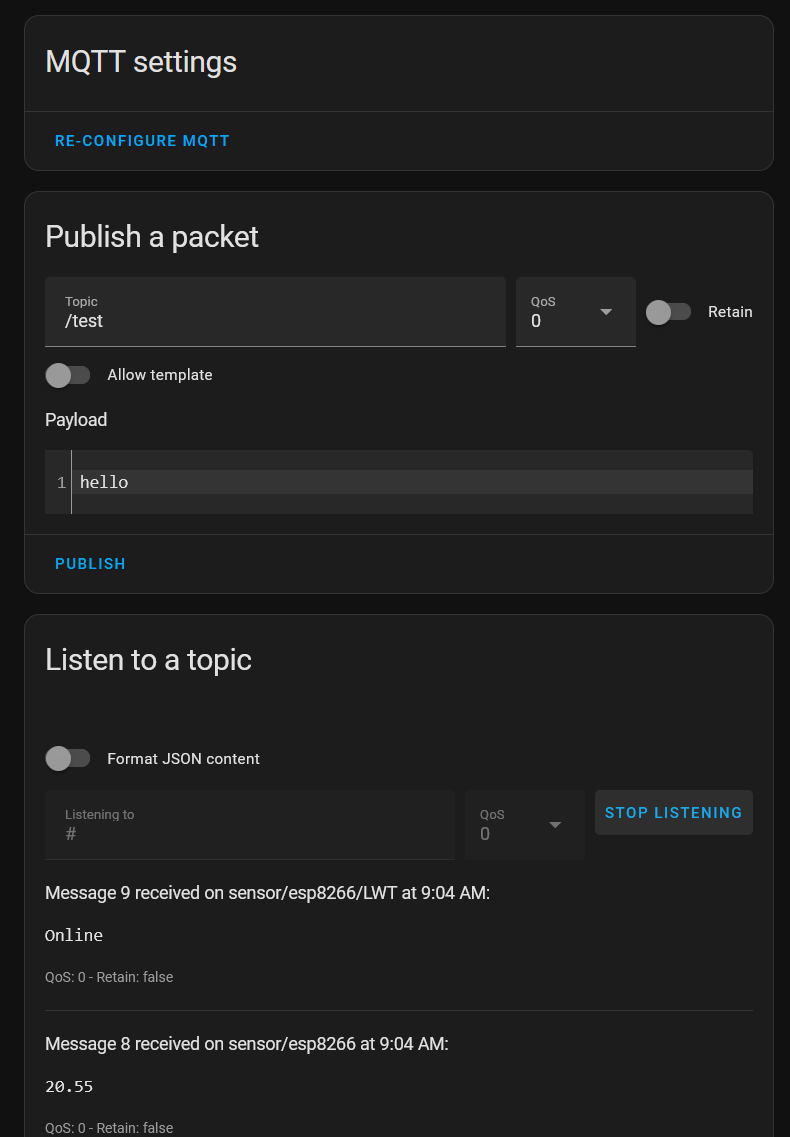 MQTT settings
RE-CONFIGURE MQTT
Publish a packet
Topic
/test
QoS
0
Retain
Allow template
Payload
1 hello
PUBLISH
Listen to a topic
Format JSON content
Listening to
#
QoS
0
STOP LISTENING
Message 9 received on sensor/esp8266/LWT at 9:04 AM:
Online
QoS: 0 - Retain: false
Message 8 received on sensor/esp8266 at 9:04 AM:
20.55
QoS: 0 - Retain: false